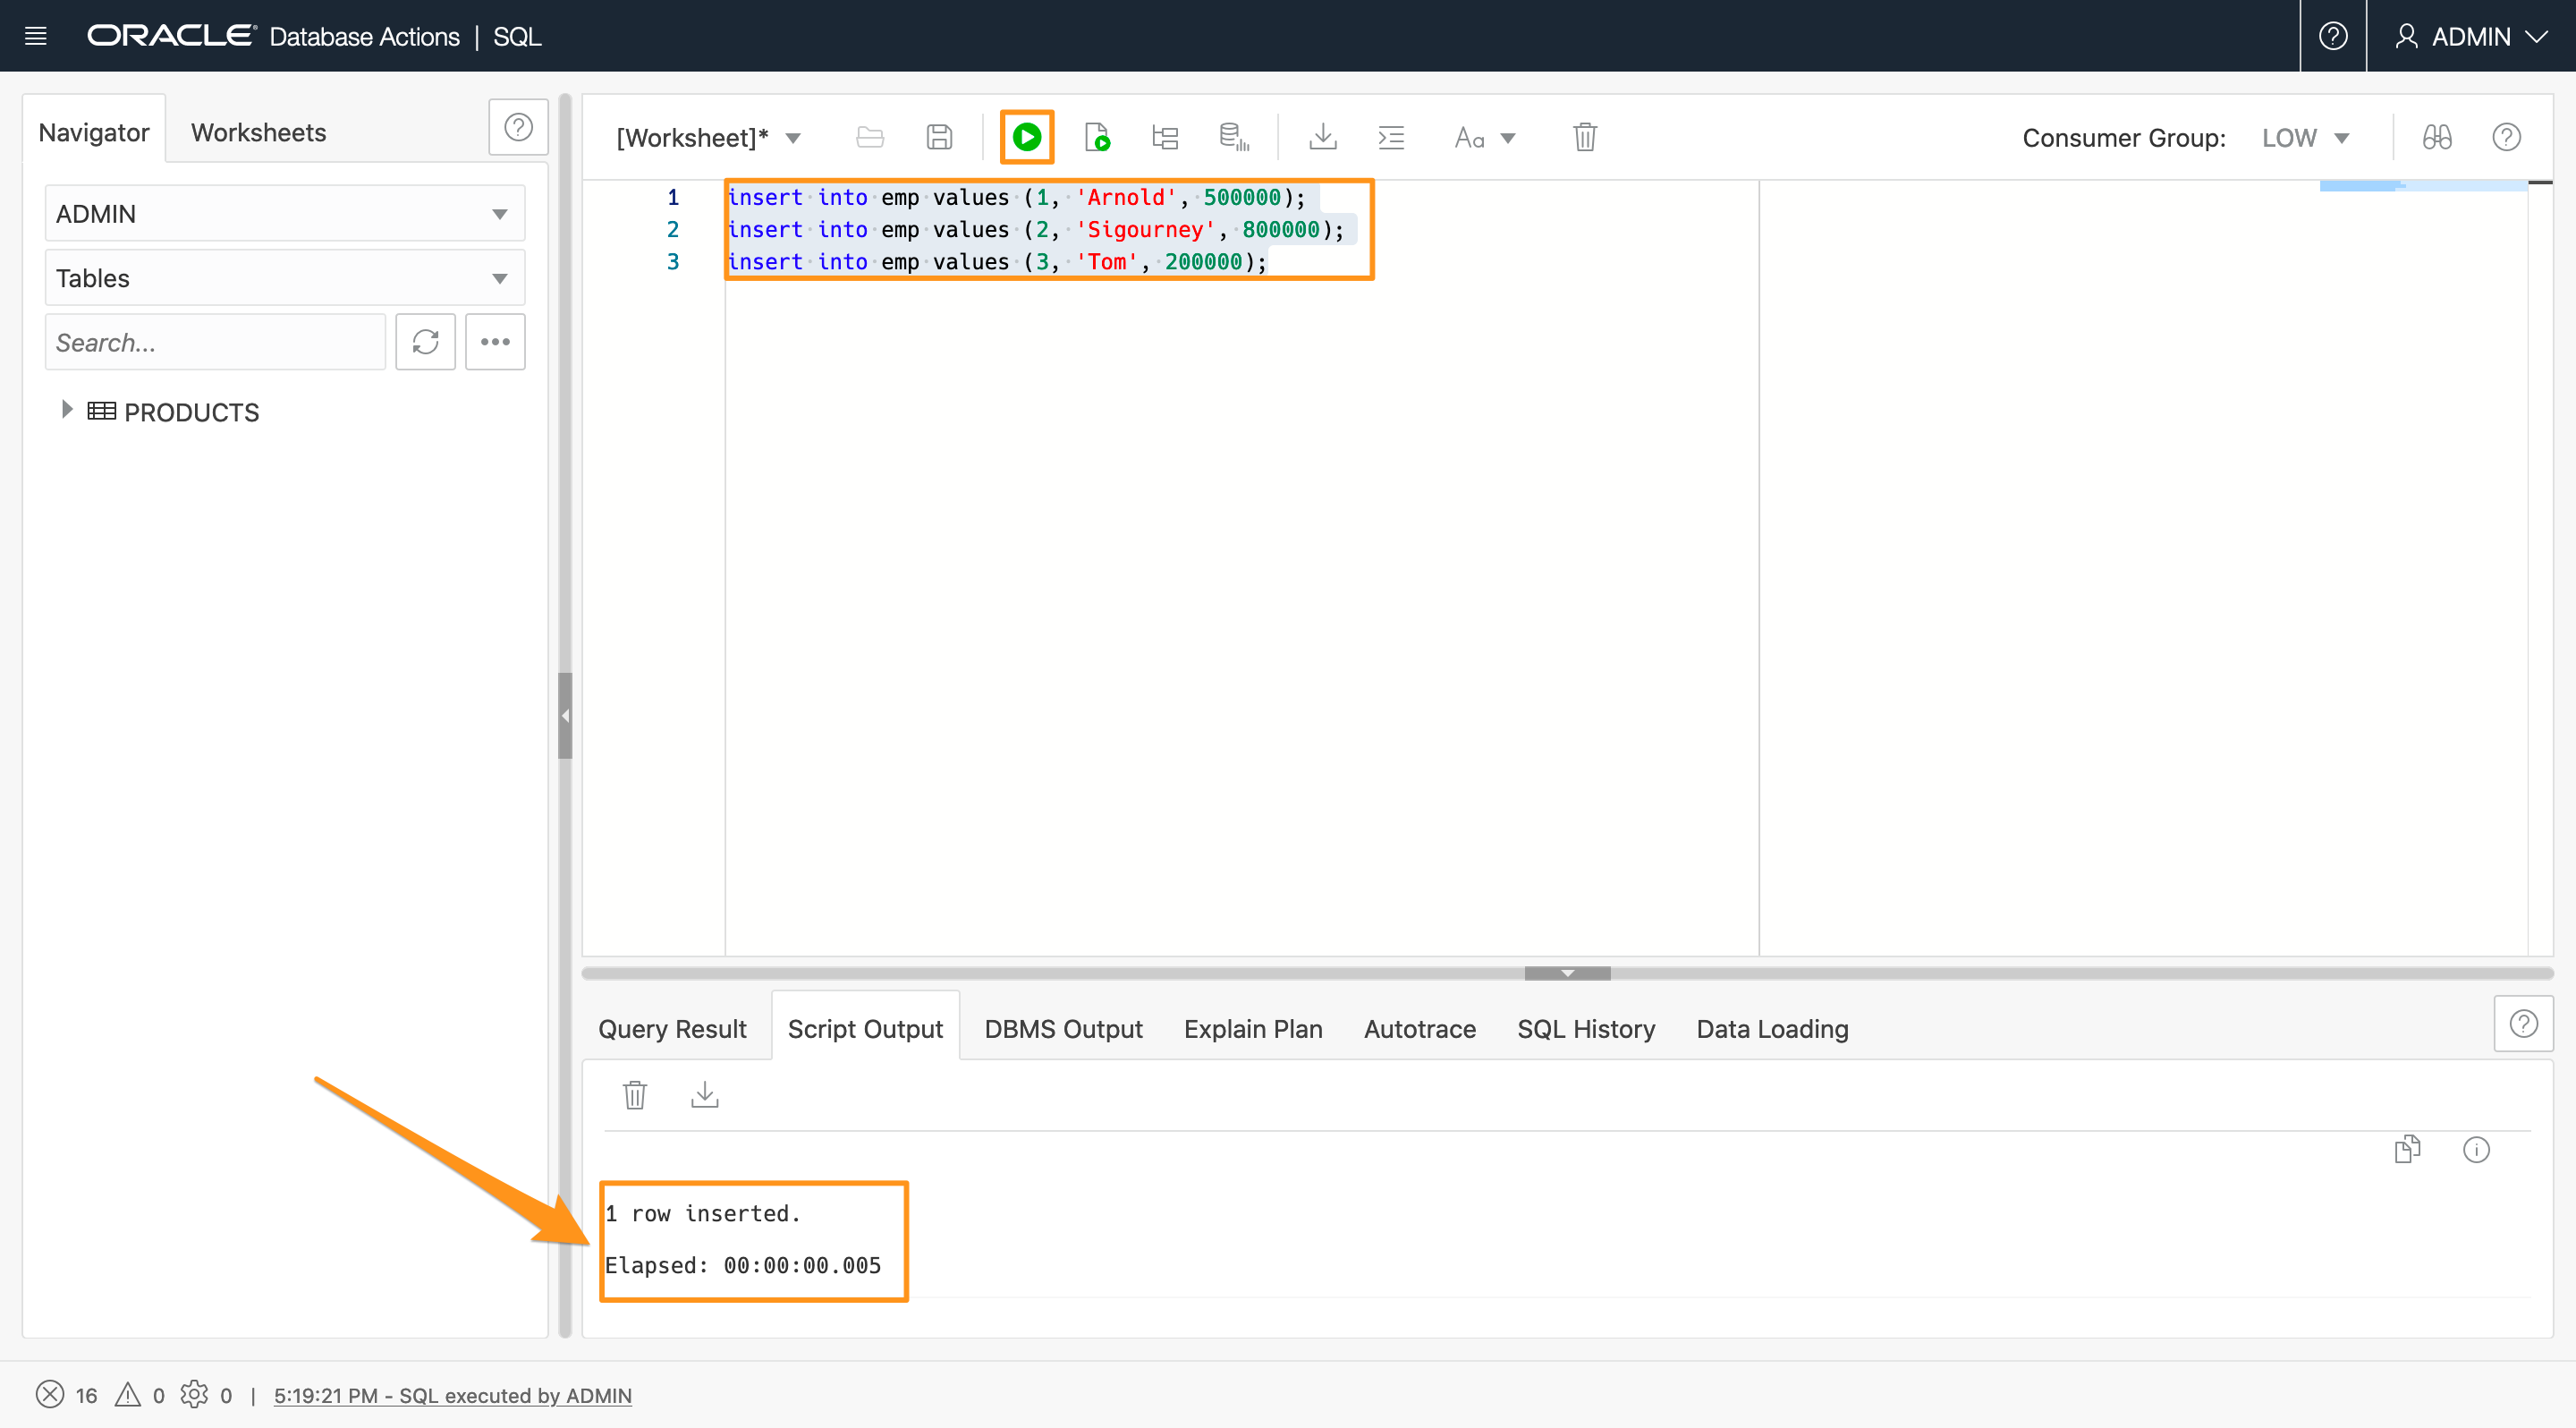 ORACLE Database Actions | SQL
ADMIN
Navigator
Worksheets
ADMIN
Tables
Search...
PRODUCTS
[Worksheet]*
Aa
Consumer Group:
LOW
1 insert into emp values (1, 'Arnold', 500000);
2 insert into emp values (2, 'Sigourney', 800000);
3 insert into emp values (3, 'Tom', 200000);
Query Result
Script Output
DBMS Output
Explain Plan
Autotrace
SQL History
Data Loading
1 row inserted.
Elapsed: 00:00:00.005
16 0 0 | 5:19:21 PM - SQL executed by ADMIN